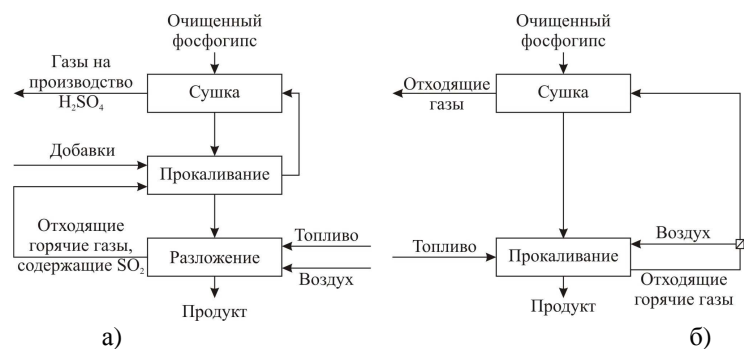 Очищенный
фосфогипс
Газы на
производство
H₂SO₄
Сушка
Добавки
Прокаливание
Отходящие
горячие газы,
содержащие SO₂
Разложение
Топливо
Воздух
Продукт
а)
Очищенный
фосфогипс
Отходящие
газы
Сушка
Топливо
Прокаливание
Воздух
Отходящие
горячие газы
Продукт
б)